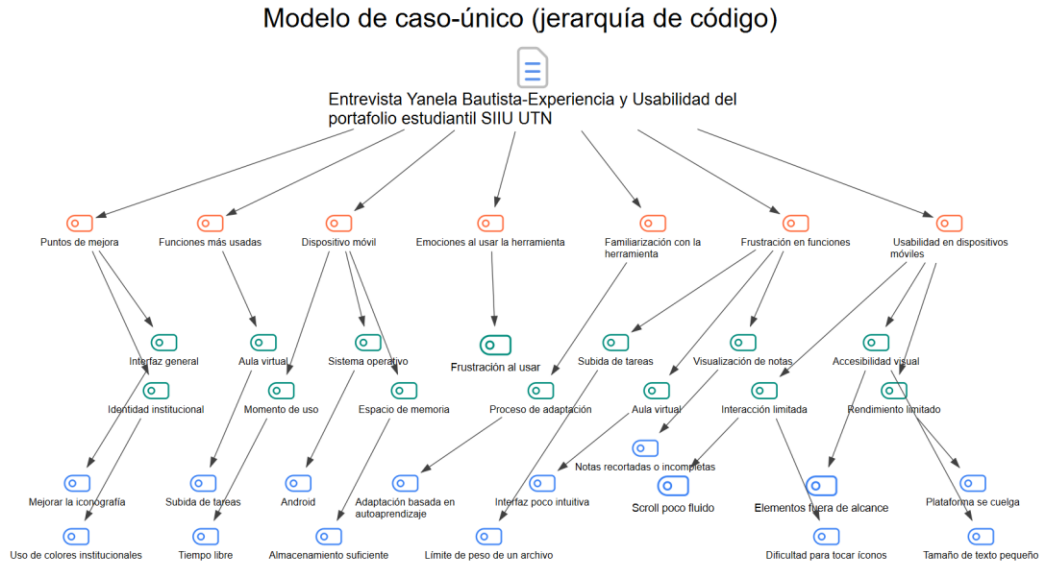 Modelo de caso-único (jerarquía de código)
Entrevista Yanela Bautista-Experiencia y Usabilidad del
portafolio estudiantil SIIU UTN
Puntos de mejora
Funciones más usadas
Dispositivo móvil
Emociones al usar la herramienta
Familiarización con la
herramienta
Frustración en funciones
Usabilidad en dispositivos
móviles
Interfaz general
Aula virtual
Sistema operativo
Frustración al usar
Subida de tareas
Visualización de notas
Accesibilidad visual
Identidad institucional
Momento de uso
Espacio de memoria
Proceso de adaptación
Aula virtual
Interacción limitada
Rendimiento limitado
Notas recortadas o incompletas
Mejorar la iconografía
Subida de tareas
Android
Adaptación basada en
autoaprendizaje
Interfaz poco intuitiva
Scroll poco fluido
Elementos fuera de alcance
Plataforma se cuelga
Uso de colores institucionales
Tiempo libre
Almacenamiento suficiente
Límite de peso de un archivo
Dificultad para tocar íconos
Tamaño de texto pequeño